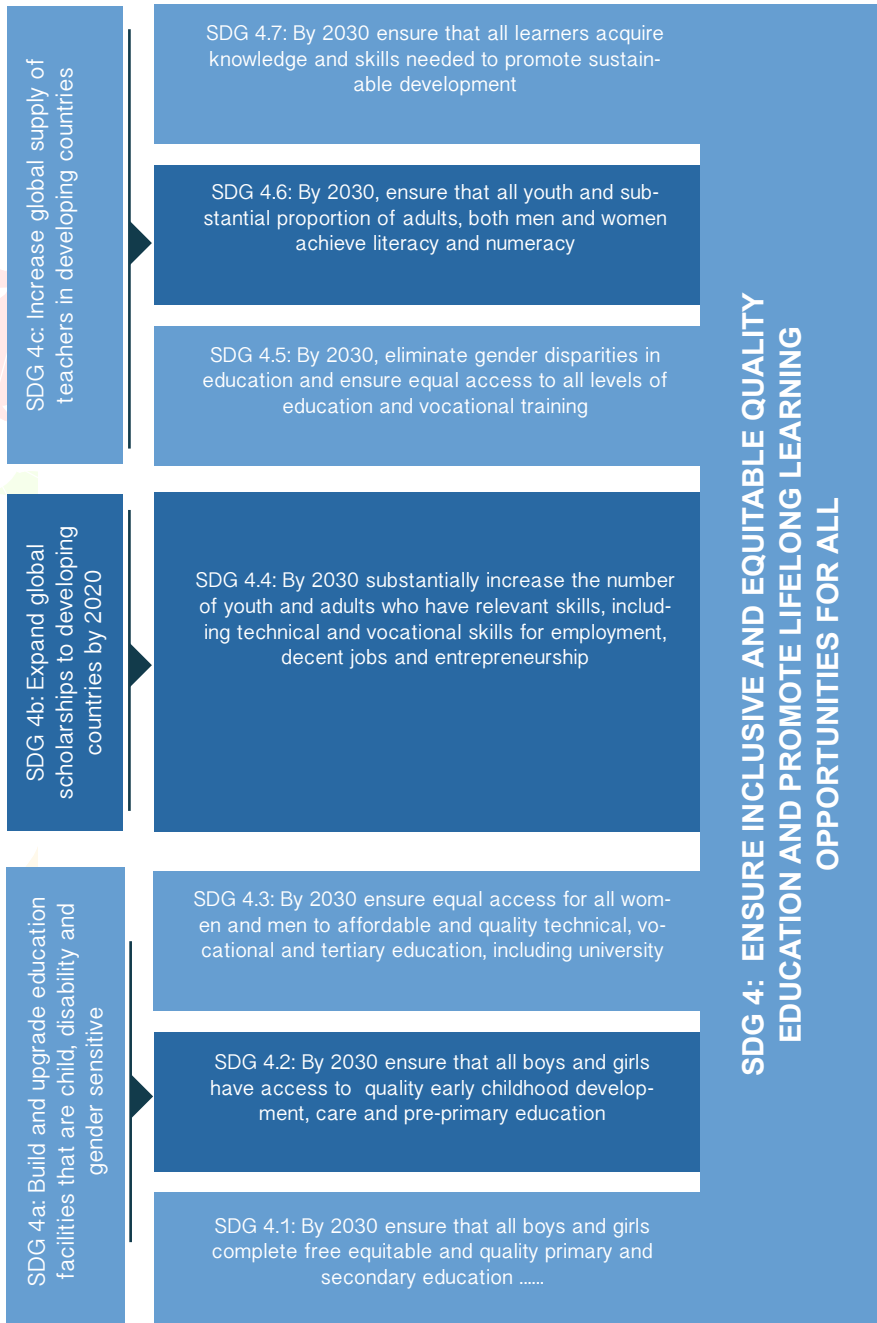 SDG 4c: Increase global supply of
teachers in developing countries
SDG 4.7: By 2030 ensure that all learners acquire
knowledge and skills needed to promote sustain-
able development
SDG 4.6: By 2030, ensure that all youth and sub-
stantial proportion of adults, both men and women
achieve literacy and numeracy
SDG 4.5: By 2030, eliminate gender disparities in
education and ensure equal access to all levels of
education and vocational training
SDG 4b: Expand global
scholarships to developing
countries by 2020
SDG 4.4: By 2030 substantially increase the number
of youth and adults who have relevant skills, includ-
ing technical and vocational skills for employment,
decent jobs and entrepreneurship
SDG 4a: Build and upgrade education
facilities that are child, disability and
gender sensitive
SDG 4.3: By 2030 ensure equal access for all wom-
en and men to affordable and quality technical, vo-
cational and tertiary education, including university
SDG 4.2: By 2030 ensure that all boys and girls
have access to  quality early childhood develop-
ment, care and pre-primary education
SDG 4.1: By 2030 ensure that all boys and girls
complete free equitable and quality primary and
secondary education ......
SDG 4:  ENSURE INCLUSIVE AND EQUITABLE QUALITY
EDUCATION AND PROMOTE LIFELONG LEARNING
OPPORTUNITIES FOR ALL